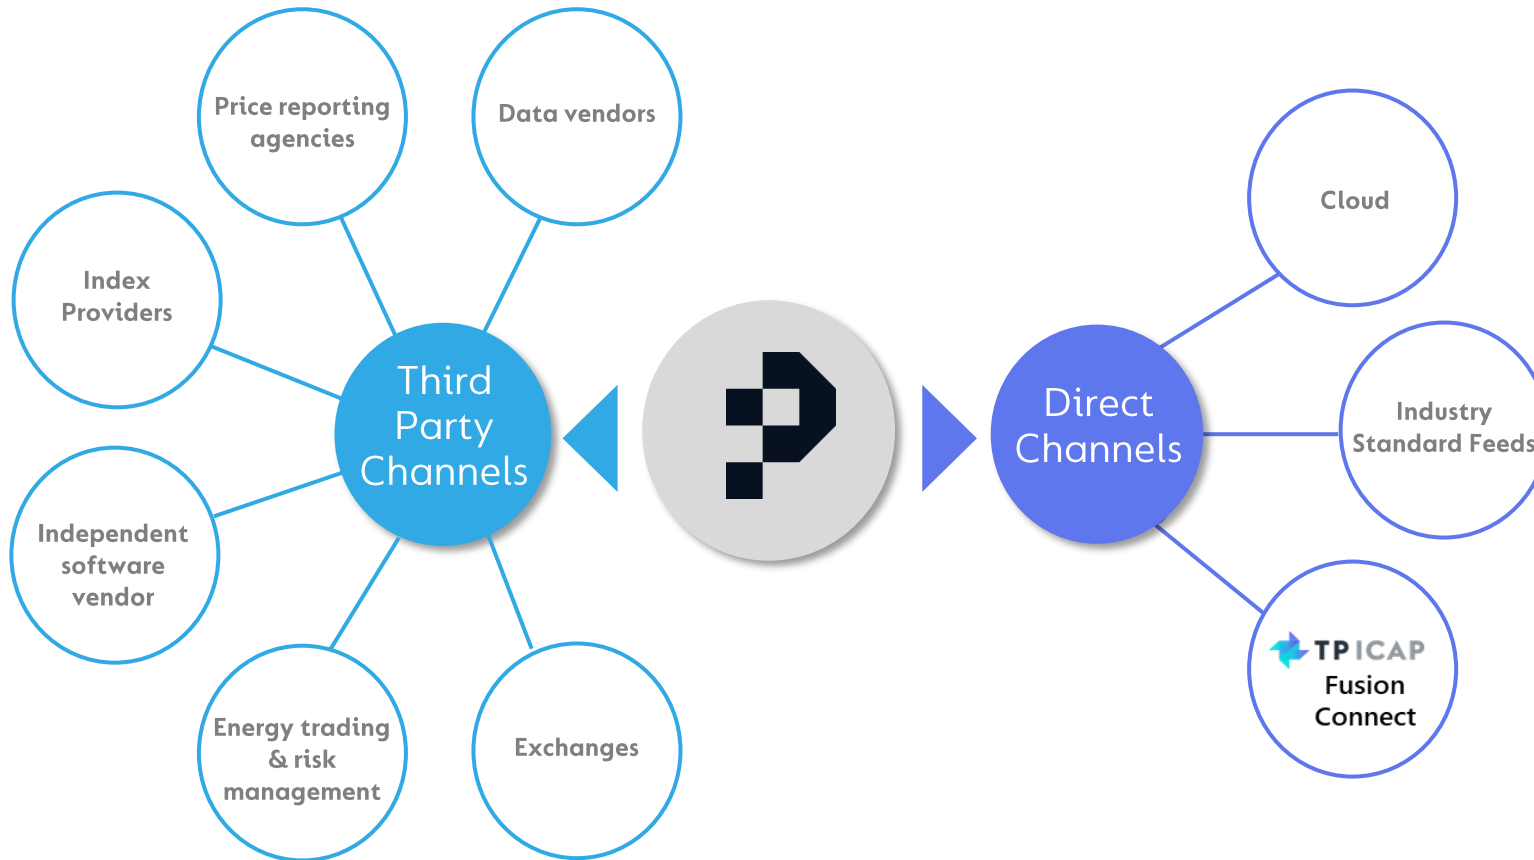 Price reporting
agencies
Data vendors
Index
Providers
Independent
software
vendor
Energy trading
& risk
management
Exchanges
Third
Party
Channels
Direct
Channels
Cloud
Industry
Standard Feeds
TP ICAP
Fusion
Connect